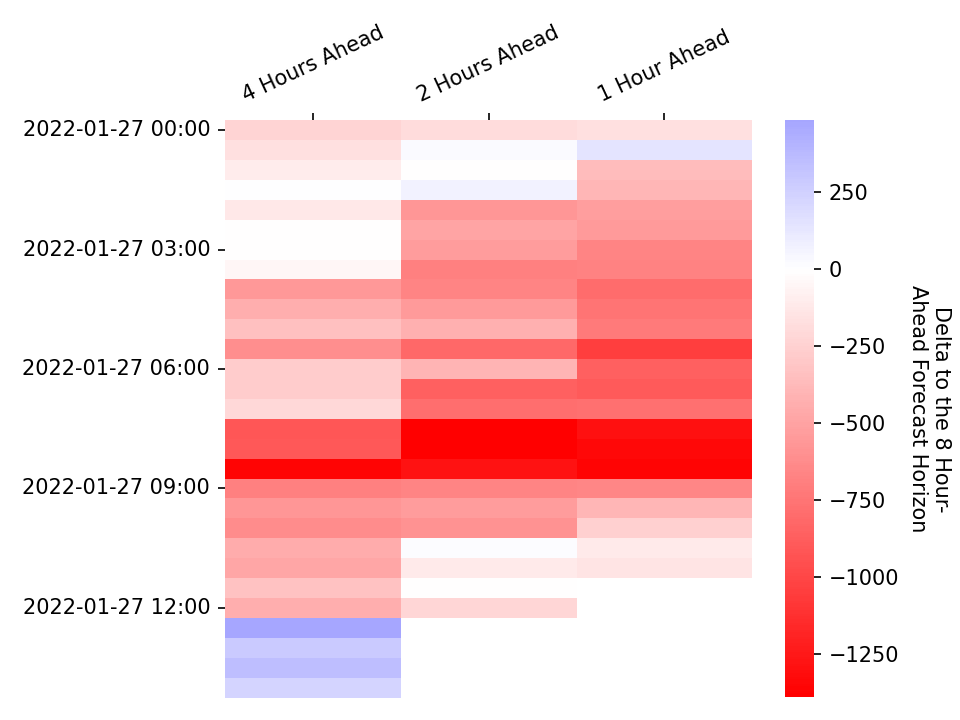 4 Hours Ahead
2 Hours Ahead
1 Hour Ahead
2022-01-27 00:00
2022-01-27 03:00
2022-01-27 06:00
2022-01-27 09:00
2022-01-27 12:00
250
0
−250
−500
−750
−1000
−1250
Delta to the 8 Hour-
Ahead Forecast Horizon